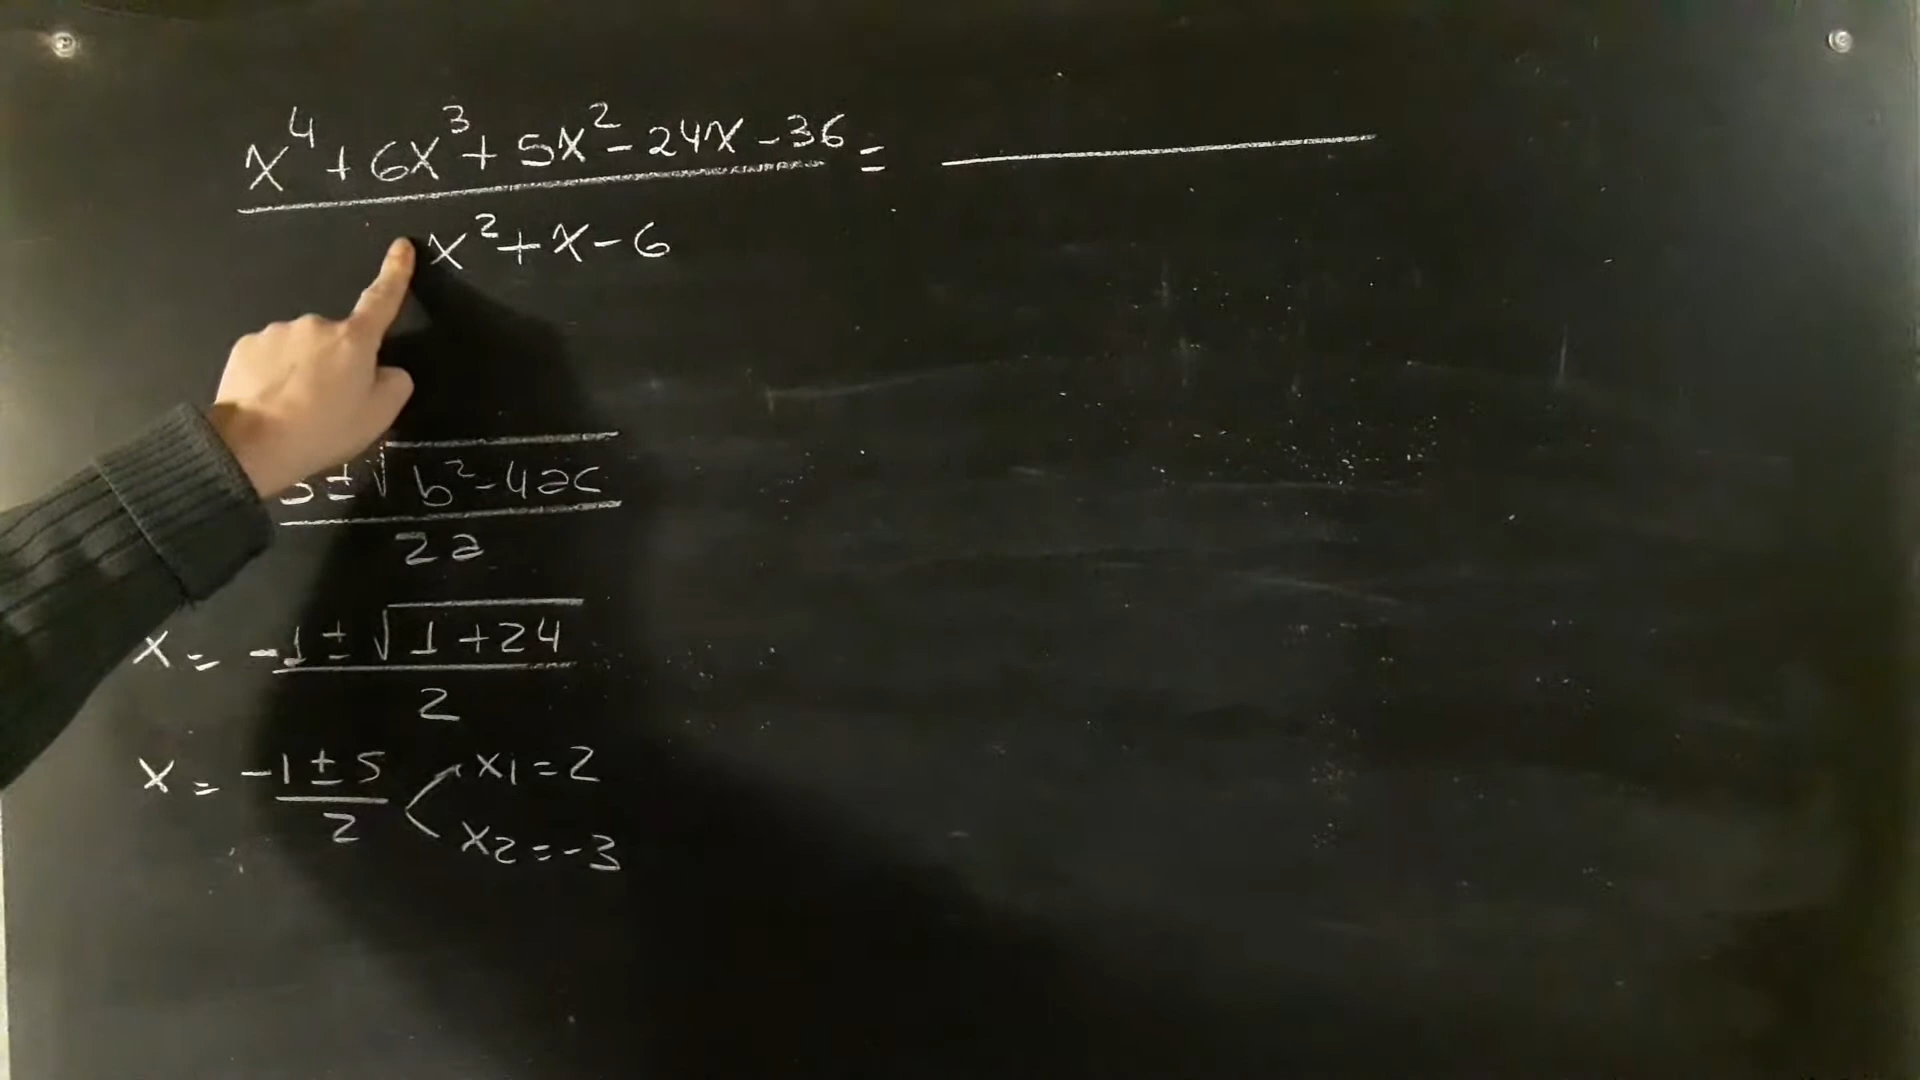 x⁴ + 6x³ + 5x² - 24x - 36 =
x² + x - 6
± √b² - 4ac
2a
x = -1 ± √1 + 24
2
x = -1 ± 5
2
x1 = 2
x2 = -3